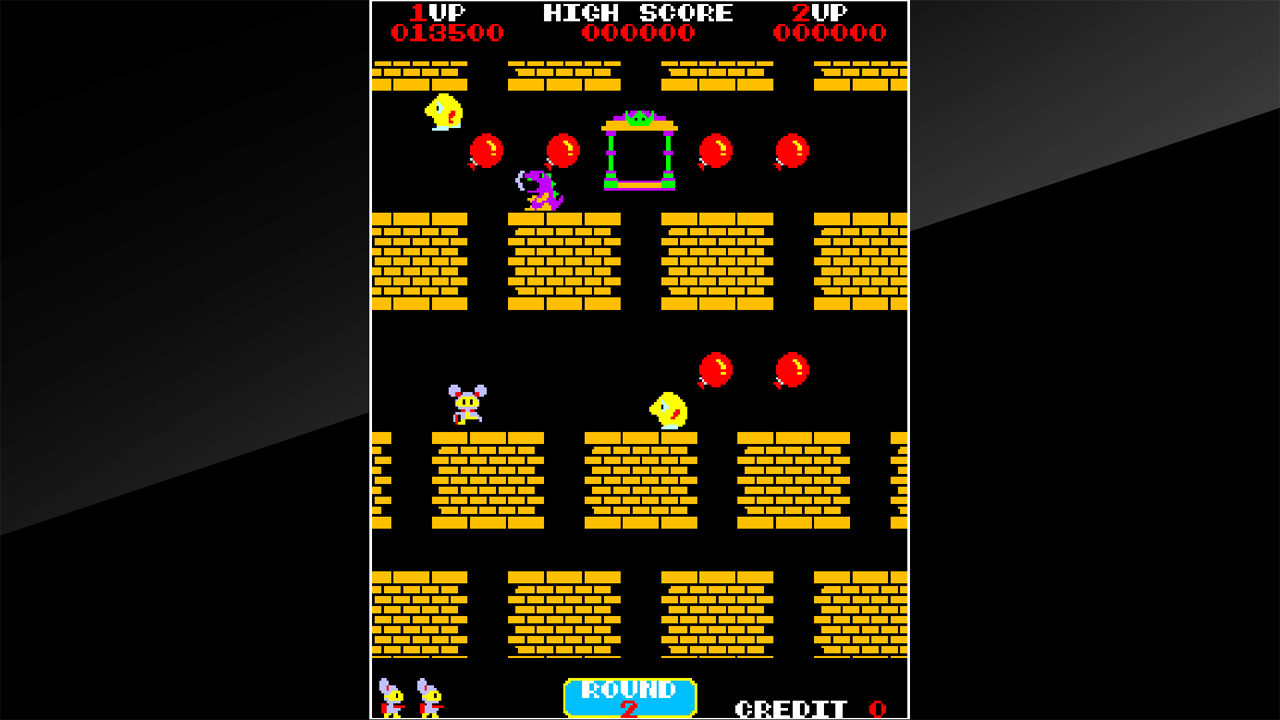 1UP HIGH SCORE 2UP
013500 000000 000000
ROUND
2
CREDIT 0